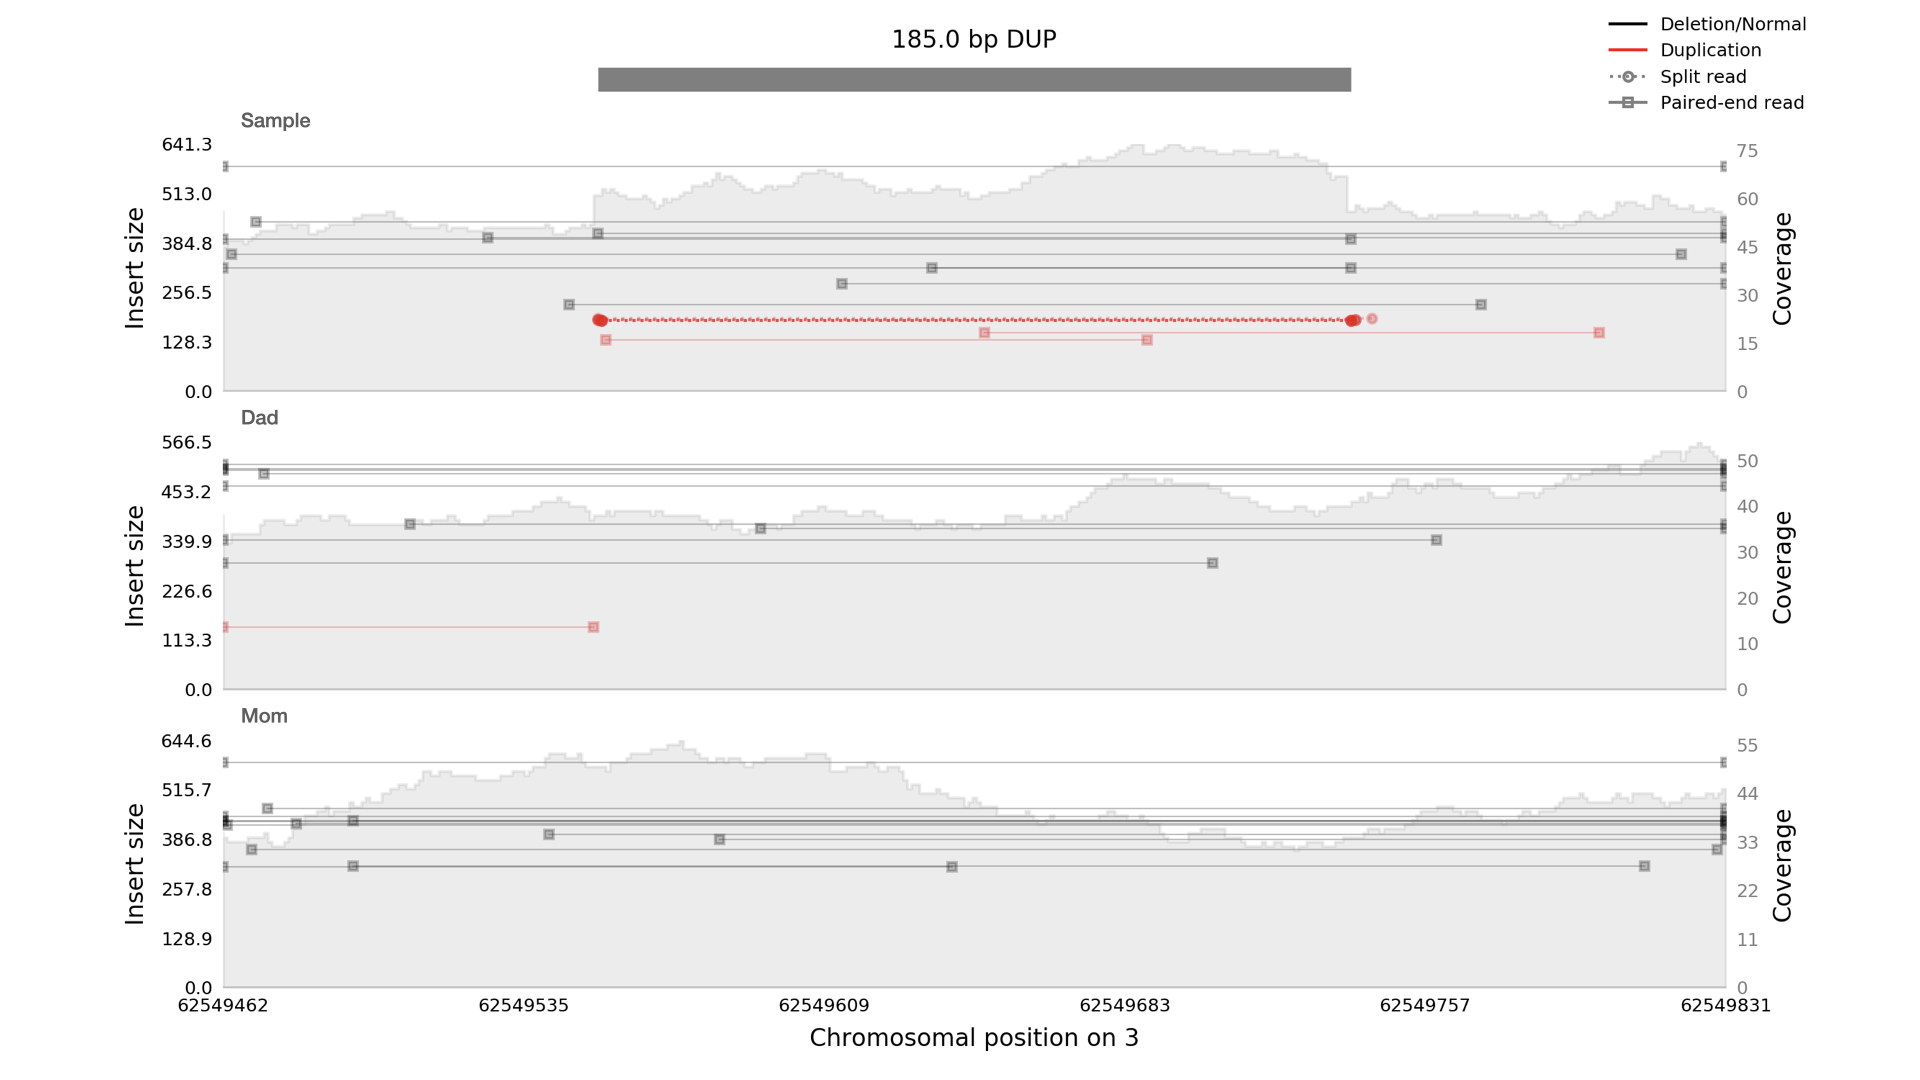 185.0 bp DUP
Deletion/Normal
Duplication
Split read
Paired-end read
Sample
641.3
513.0
384.8
256.5
128.3
0.0
Insert size
75
60
45
30
15
0
Coverage
Dad
566.5
453.2
339.9
226.6
113.3
0.0
Insert size
50
40
30
20
10
0
Coverage
Mom
644.6
515.7
386.8
257.8
128.9
0.0
Insert size
55
44
33
22
11
0
Coverage
62549462 62549535 62549609 62549683 62549757 62549831
Chromosomal position on 3